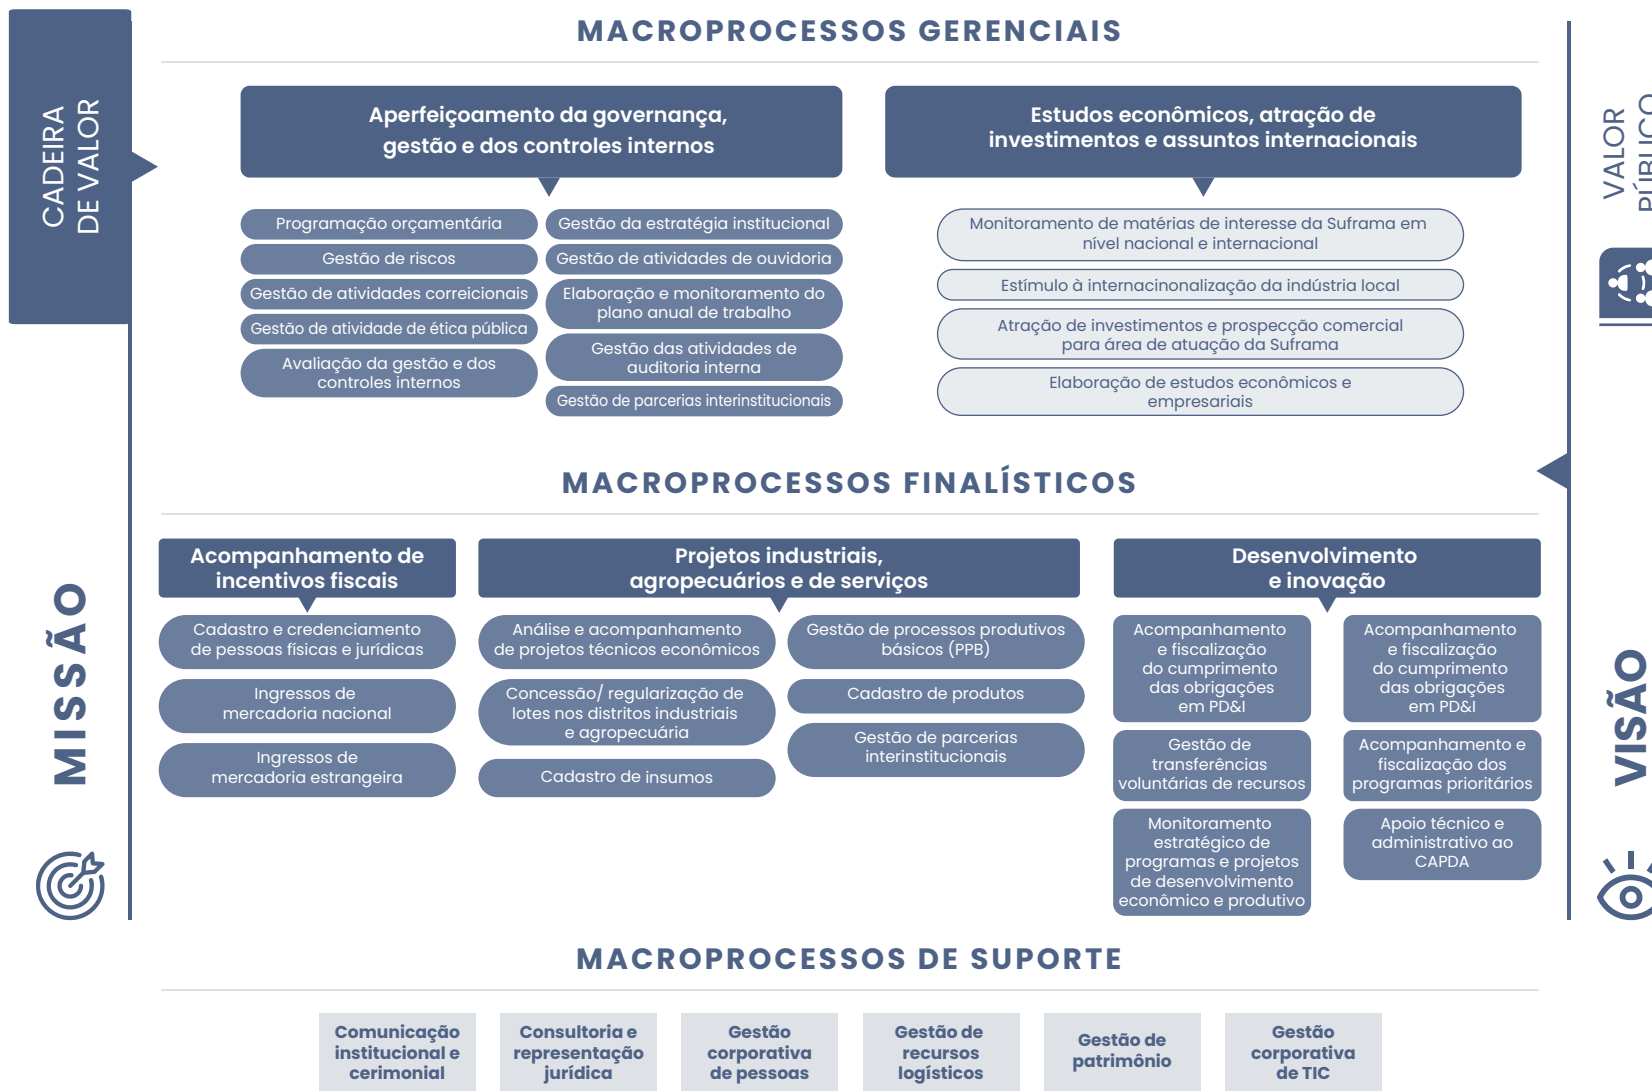 CADEIRA
DE VALOR
MISSÃO
MACROPROCESSOS GERENCIAIS
Aperfeiçoamento da governança,
gestão e dos controles internos
Programação orçamentária
Gestão de riscos
Gestão de atividades correicionais
Gestão de atividade de ética pública
Avaliação da gestão e dos
controles internos
Gestão da estratégia institucional
Gestão de atividades de ouvidoria
Elaboração e monitoramento do
plano anual de trabalho
Gestão das atividades de
auditoria interna
Gestão de parcerias interinstitucionais
Estudos econômicos, atração de
investimentos e assuntos internacionais
Monitoramento de matérias de interesse da Suframa em
nível nacional e internacional
Estímulo à internacinonalização da indústria local
Atração de investimentos e prospecção comercial
para área de atuação da Suframa
Elaboração de estudos econômicos e
empresariais
MACROPROCESSOS FINALÍSTICOS
Acompanhamento de
incentivos fiscais
Cadastro e credenciamento
de pessoas físicas e jurídicas
Ingressos de
mercadoria nacional
Ingressos de
mercadoria estrangeira
Projetos industriais,
agropecuários e de serviços
Análise e acompanhamento
de projetos técnicos econômicos
Concessão/ regularização de
lotes nos distritos industriais
e agropecuária
Cadastro de insumos
Gestão de processos produtivos
básicos (PPB)
Cadastro de produtos
Gestão de parcerias
interinstitucionais
Desenvolvimento
e inovação
Acompanhamento
e fiscalização
do cumprimento
das obrigações
em PD&I
Gestão de
transferências
voluntárias de recursos
Monitoramento
estratégico de
programas e projetos
de desenvolvimento
econômico e produtivo
Acompanhamento
e fiscalização
do cumprimento
das obrigações
em PD&I
Acompanhamento e
fiscalização dos
programas prioritários
Apoio técnico e
administrativo ao
CAPDA
MACROPROCESSOS DE SUPORTE
Comunicação
institucional e
cerimonial
Consultoria e
representação
jurídica
Gestão
corporativa
de pessoas
Gestão de
recursos
logísticos
Gestão de
patrimônio
Gestão
corporativa
de TIC
VALOR
PÚBLICO
VISÃO